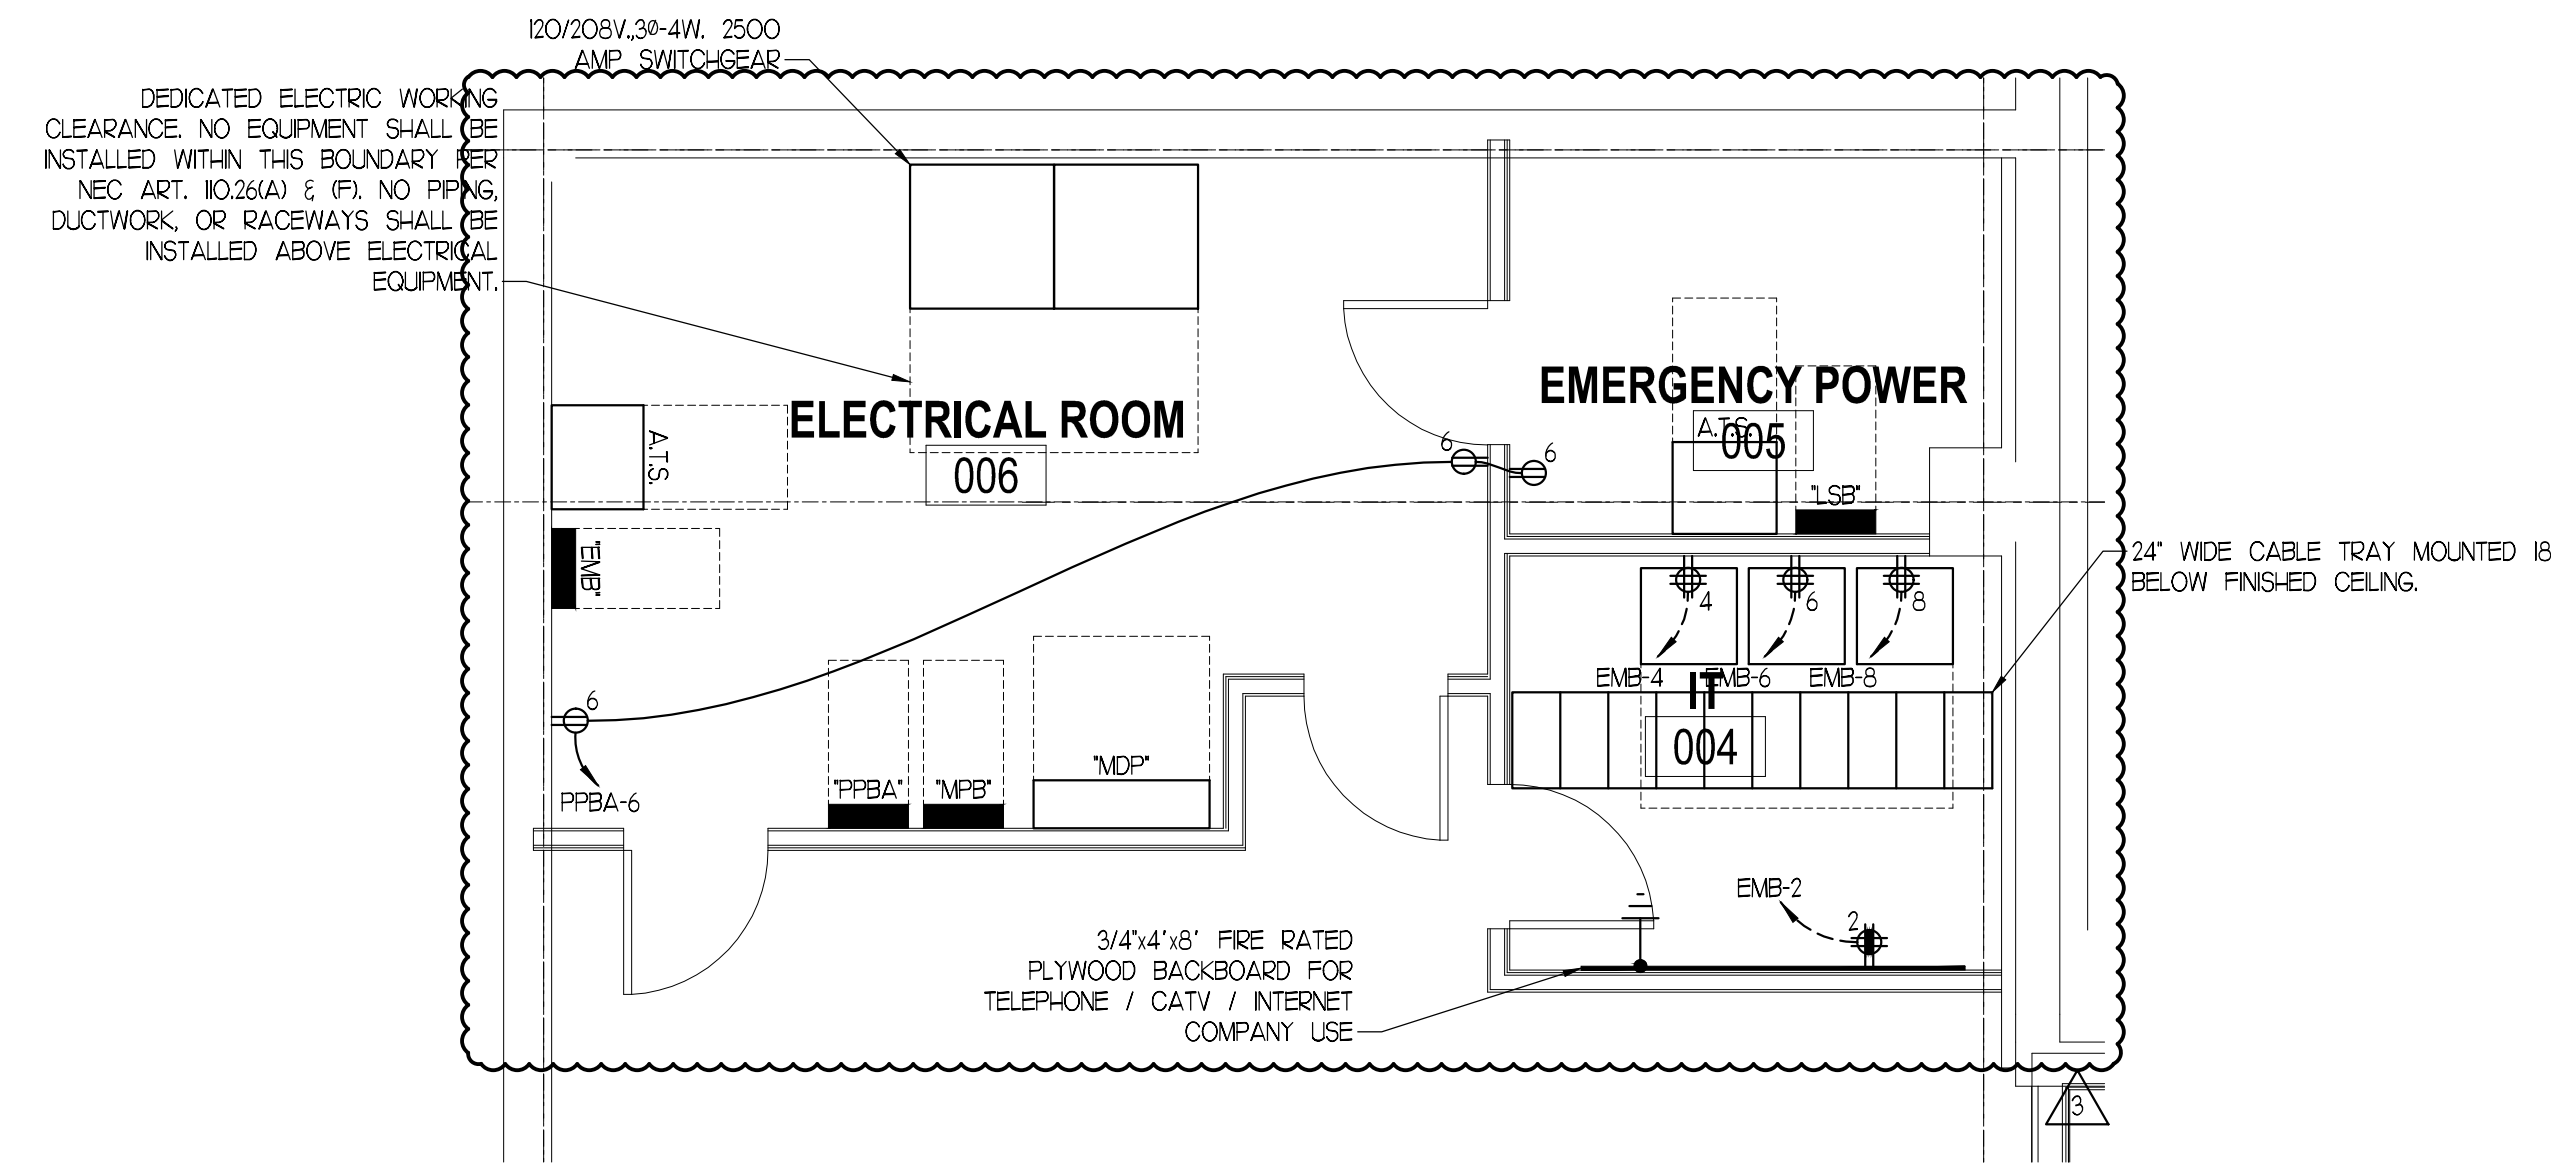 120/208V.,3Ø-4W. 2500
AMP SWITCHGEAR
DEDICATED ELECTRIC WORKING
CLEARANCE. NO EQUIPMENT SHALL BE
INSTALLED WITHIN THIS BOUNDARY PER
NEC ART. 110.26(A) & (F). NO PIPING,
DUCTWORK, OR RACEWAYS SHALL BE
INSTALLED ABOVE ELECTRICAL
EQUIPMENT.
ELECTRICAL ROOM
006
A.T.S.
"EMB"
6
PPBA-6
"PPBA"
"MPB"
"MDP"
6
6
EMERGENCY POWER
A.T.S.
005
"LSB"
24" WIDE CABLE TRAY MOUNTED 18
BELOW FINISHED CEILING.
4
6
8
EMB-4
EMB-6
EMB-8
IT
004
EMB-2
2
3/4"x4'x8' FIRE RATED
PLYWOOD BACKBOARD FOR
TELEPHONE / CATV / INTERNET
COMPANY USE
3